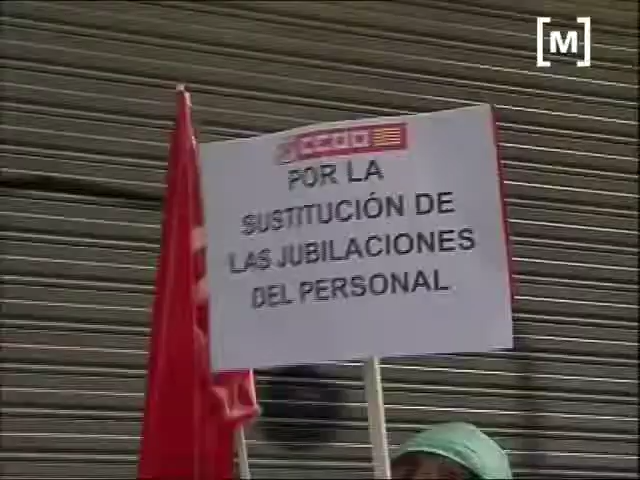 [M]
CCOO
POR LA
SUSTITUCIÓN DE
LAS JUBILACIONES
DEL PERSONAL